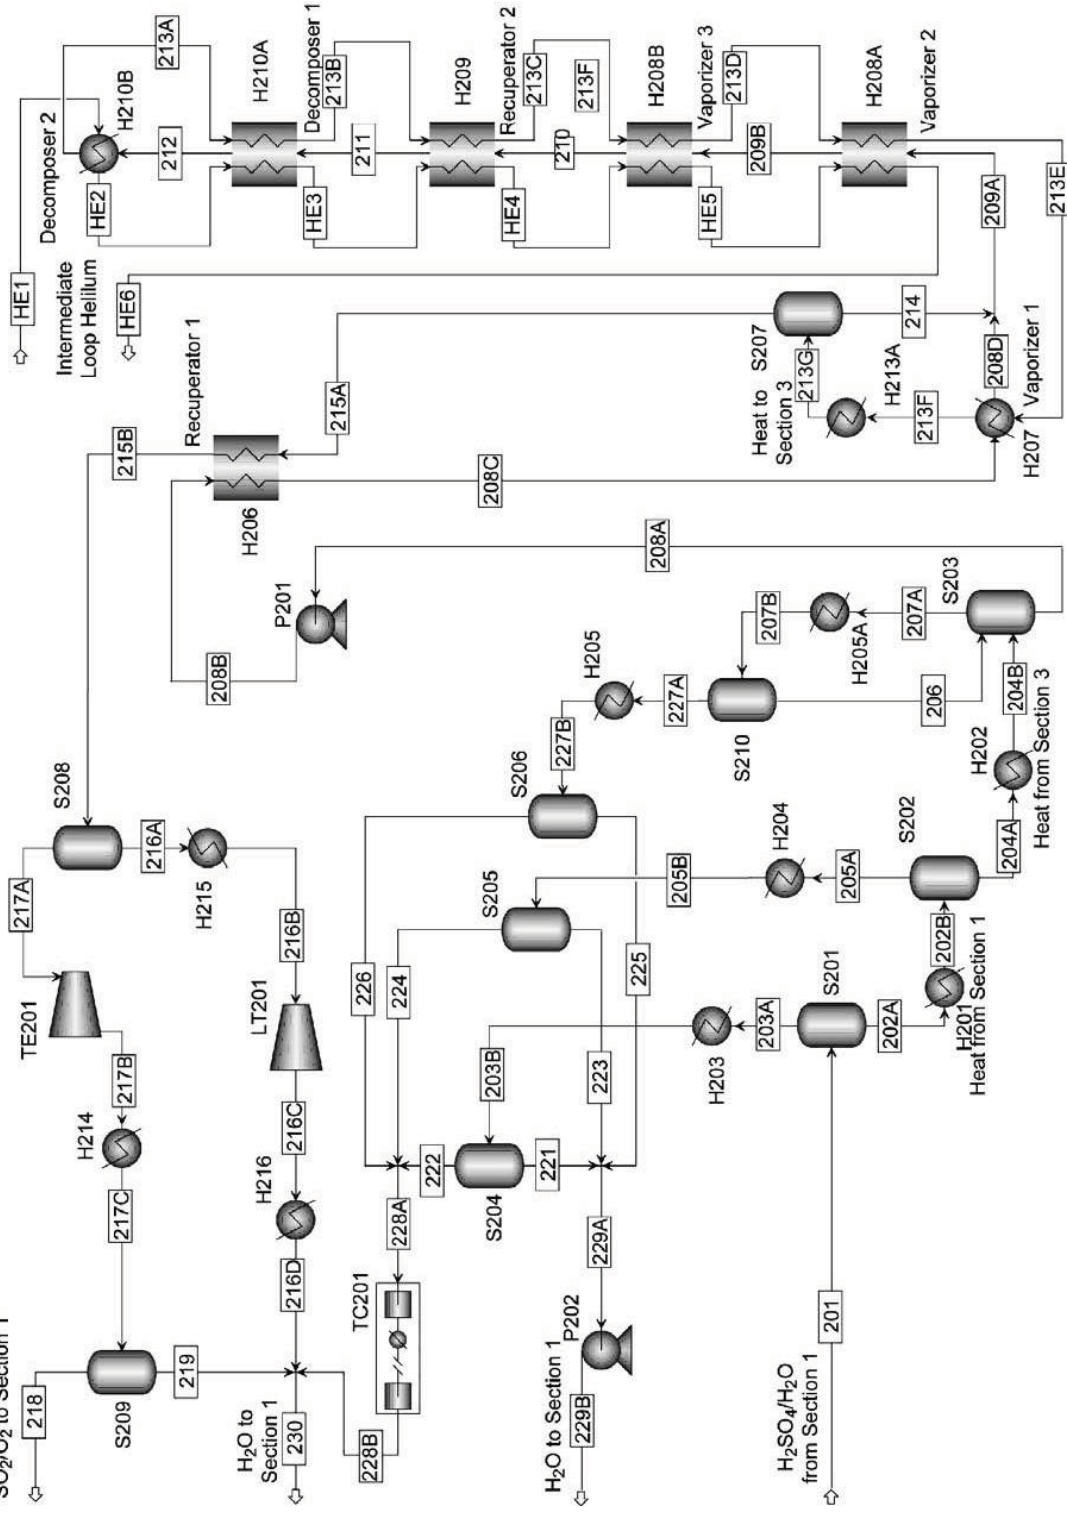 HE1
HE6
Intermediate
Loop Helilum
Decomposer 2
H210B
HE2
212
213A
H210A
Decomposer 1
213B
HE3
211
H209
Recuperator 2
213C
HE4
210
213F
H208B
Vaporizer 3
213D
HE5
209B
H208A
Vaporizer 2
209A
213E
Recuperator 1
215B
H206
215A
208C
Heat to
Section 3
S207
213G
214
H213A
213F
208D
Vaporizer 1
H207
P201
208B
208A
S208
217A
216A
H215
216B
TE201
217B
H214
217C
LT201
216C
H216
216D
S209
218
219
SO2/O2 to Section 1
H2O to
Section 1
230
228B
TC201
228A
H205
227A
227B
S206
S210
207B
H205A
207A
S203
206
204B
H202
Heat from Section 3
204A
S205
205B
H204
205A
S202
202B
H201
Heat from Section 1
226
224
225
223
203B
H203
203A
S201
202A
222
221
S204
229A
P202
H2O to Section 1
229B
201
H2SO4/H2O
from Section 1